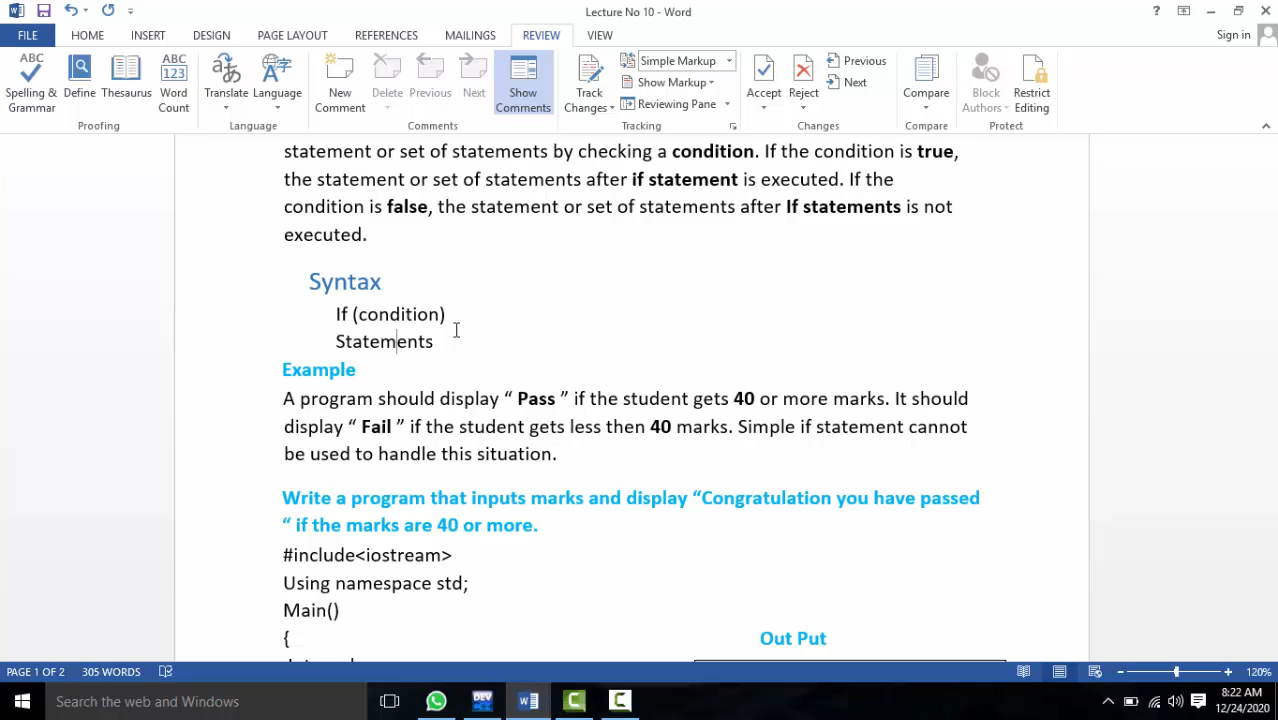 Lecture No 10 - Word
FILE HOME INSERT DESIGN PAGE LAYOUT REFERENCES MAILINGS REVIEW VIEW Sign in
ABC Spelling & Grammar
Define
Thesaurus
ABC 123 Word Count
Translate
Language
New Comment
Delete
Previous
Next
Show Comments
Track Changes
Simple Markup
Show Markup
Reviewing Pane
Accept
Reject
Previous
Next
Compare
Block Authors
Restrict Editing
Proofing Language Comments Tracking Changes Compare Protect
statement or set of statements by checking a condition. If the condition is true,
the statement or set of statements after if statement is executed. If the
condition is false, the statement or set of statements after If statements is not
executed.
Syntax
If (condition)
Statements
Example
A program should display “ Pass ” if the student gets 40 or more marks. It should
display “ Fail ” if the student gets less then 40 marks. Simple if statement cannot
be used to handle this situation.
Write a program that inputs marks and display “Congratulation you have passed
“ if the marks are 40 or more.
#include<iostream>
Using namespace std;
Main()
{
Out Put
PAGE 1 OF 2 305 WORDS 120%
Search the web and Windows
DEV
8:22 AM
12/24/2020